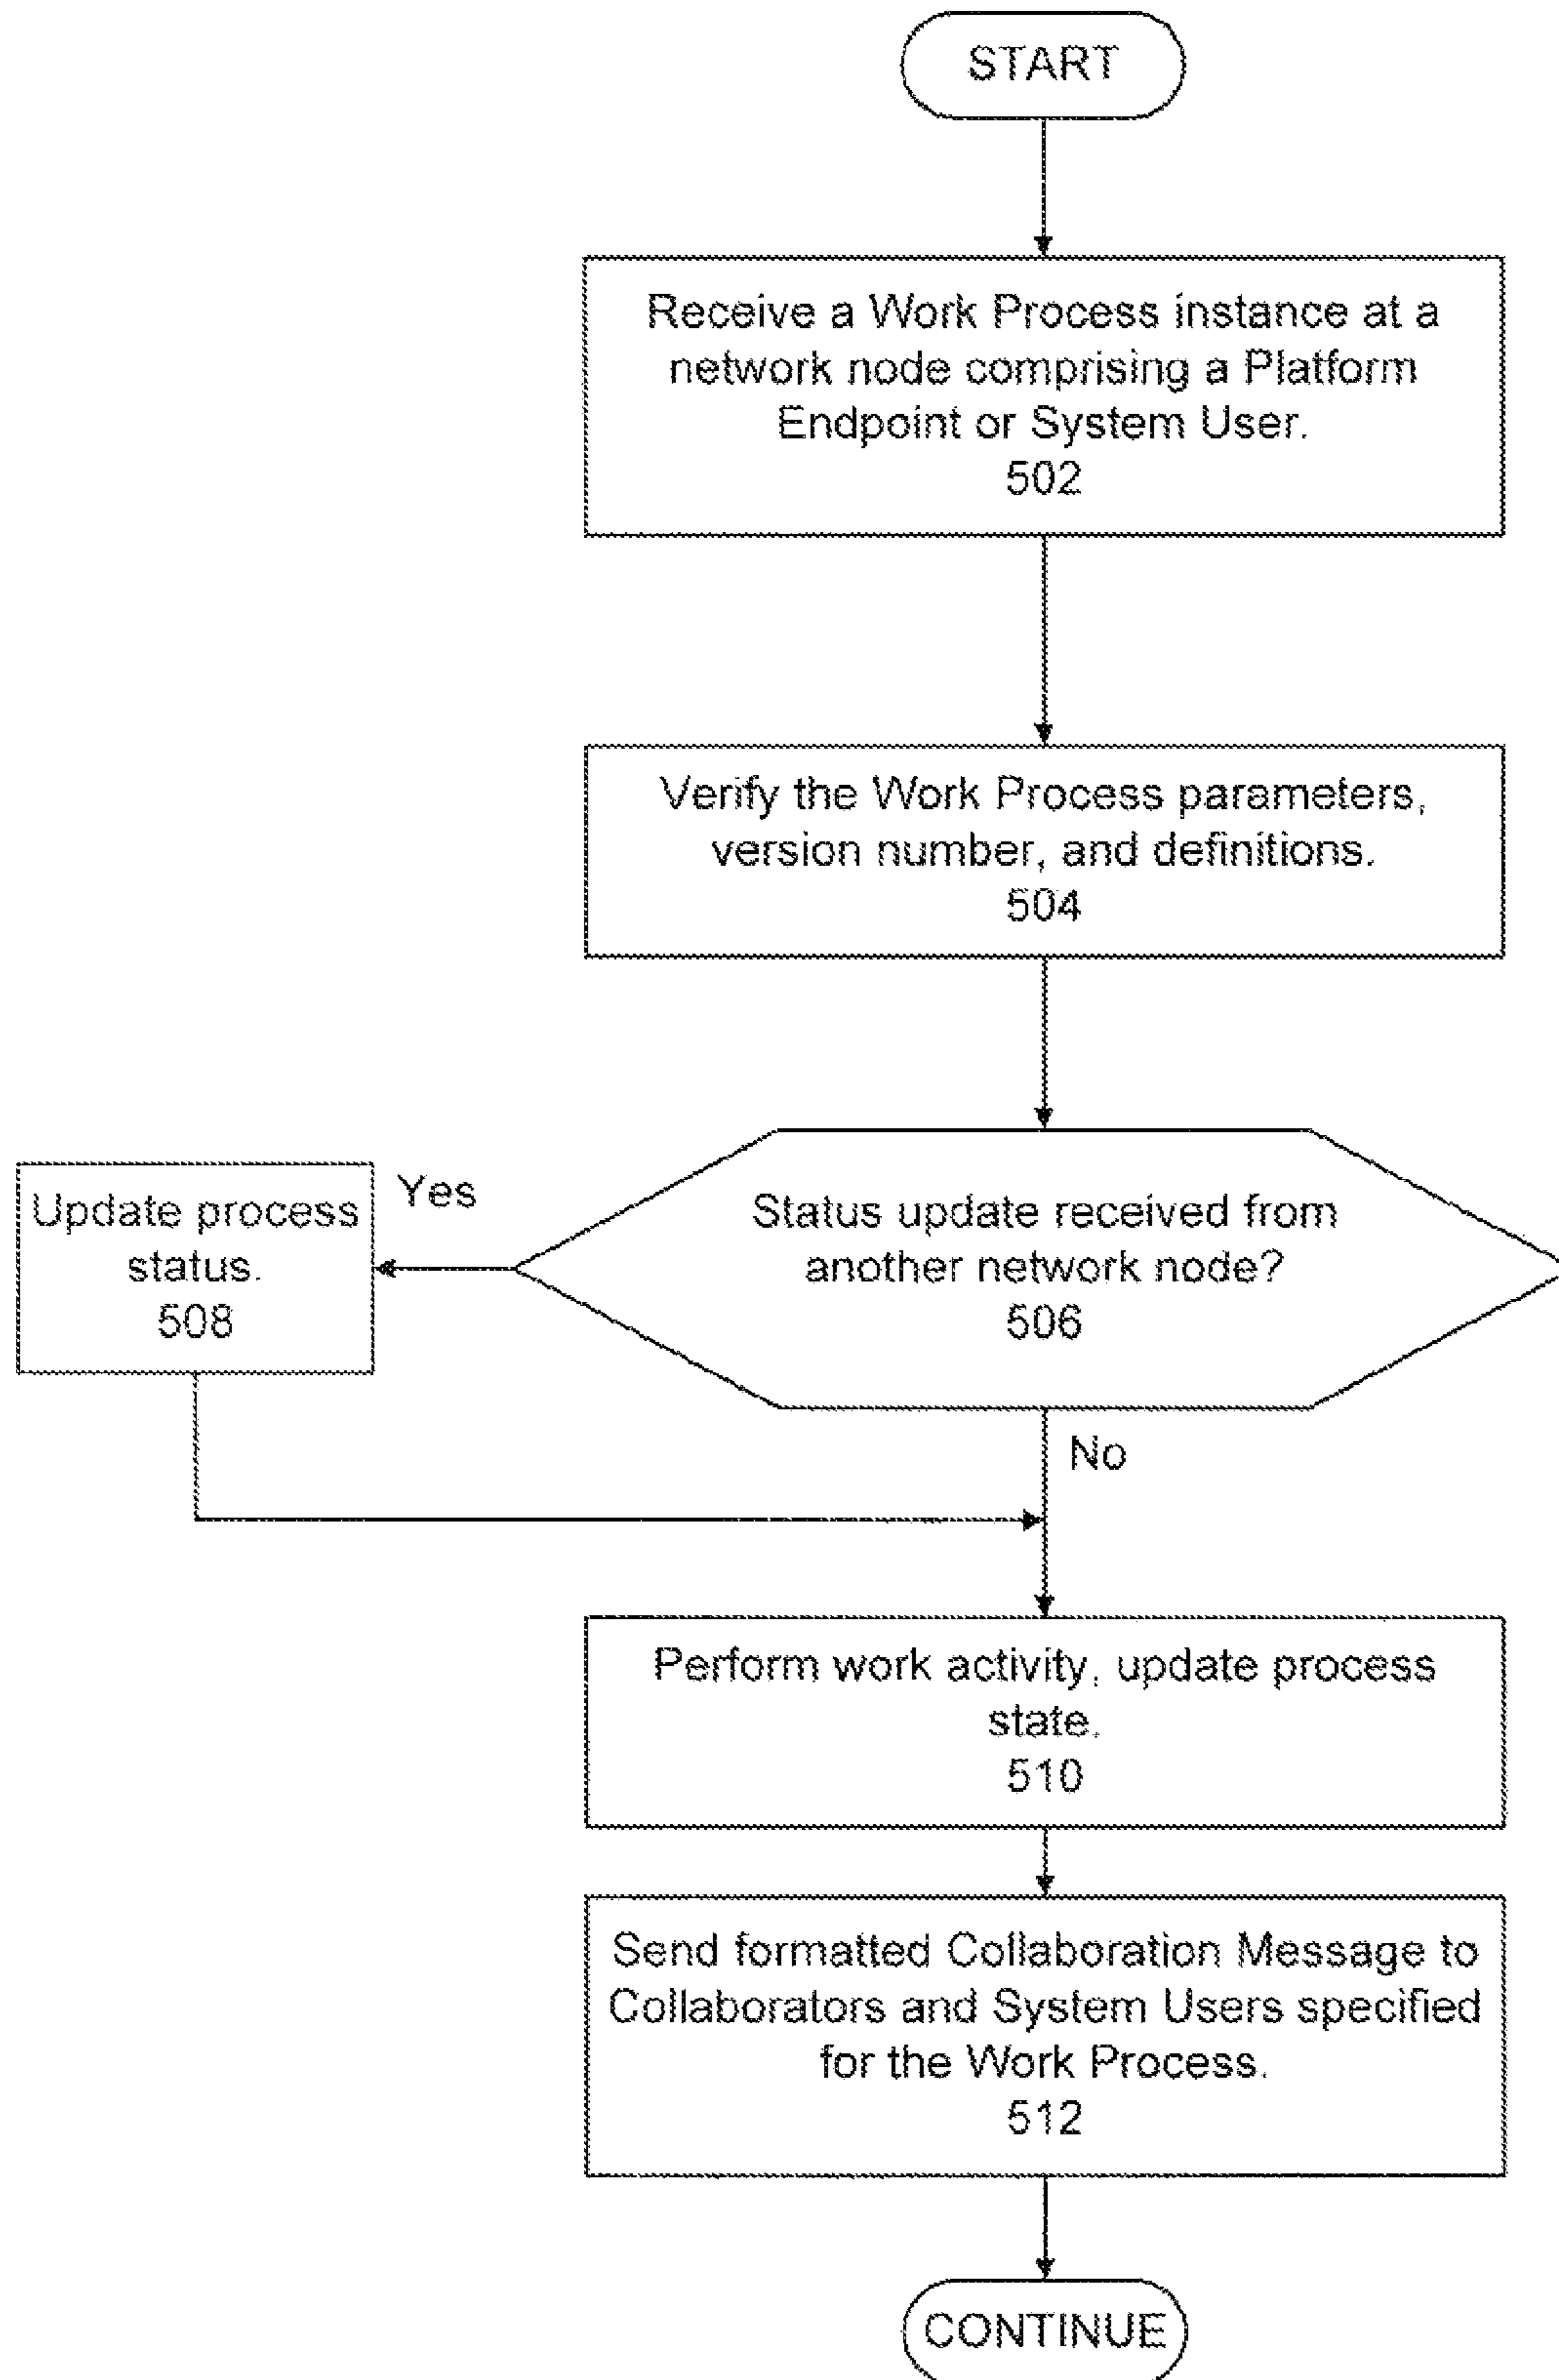 START
Receive a Work Process instance at a
network node comprising a Platform
Endpoint or System User.
502
Verify the Work Process parameters,
version number, and definitions.
504
Status update received from
another network node?
506
Yes
Update process
status.
508
No
Perform work activity, update process
state.
510
Send formatted Collaboration Message to
Collaborators and System Users specified
for the Work Process.
512
CONTINUE